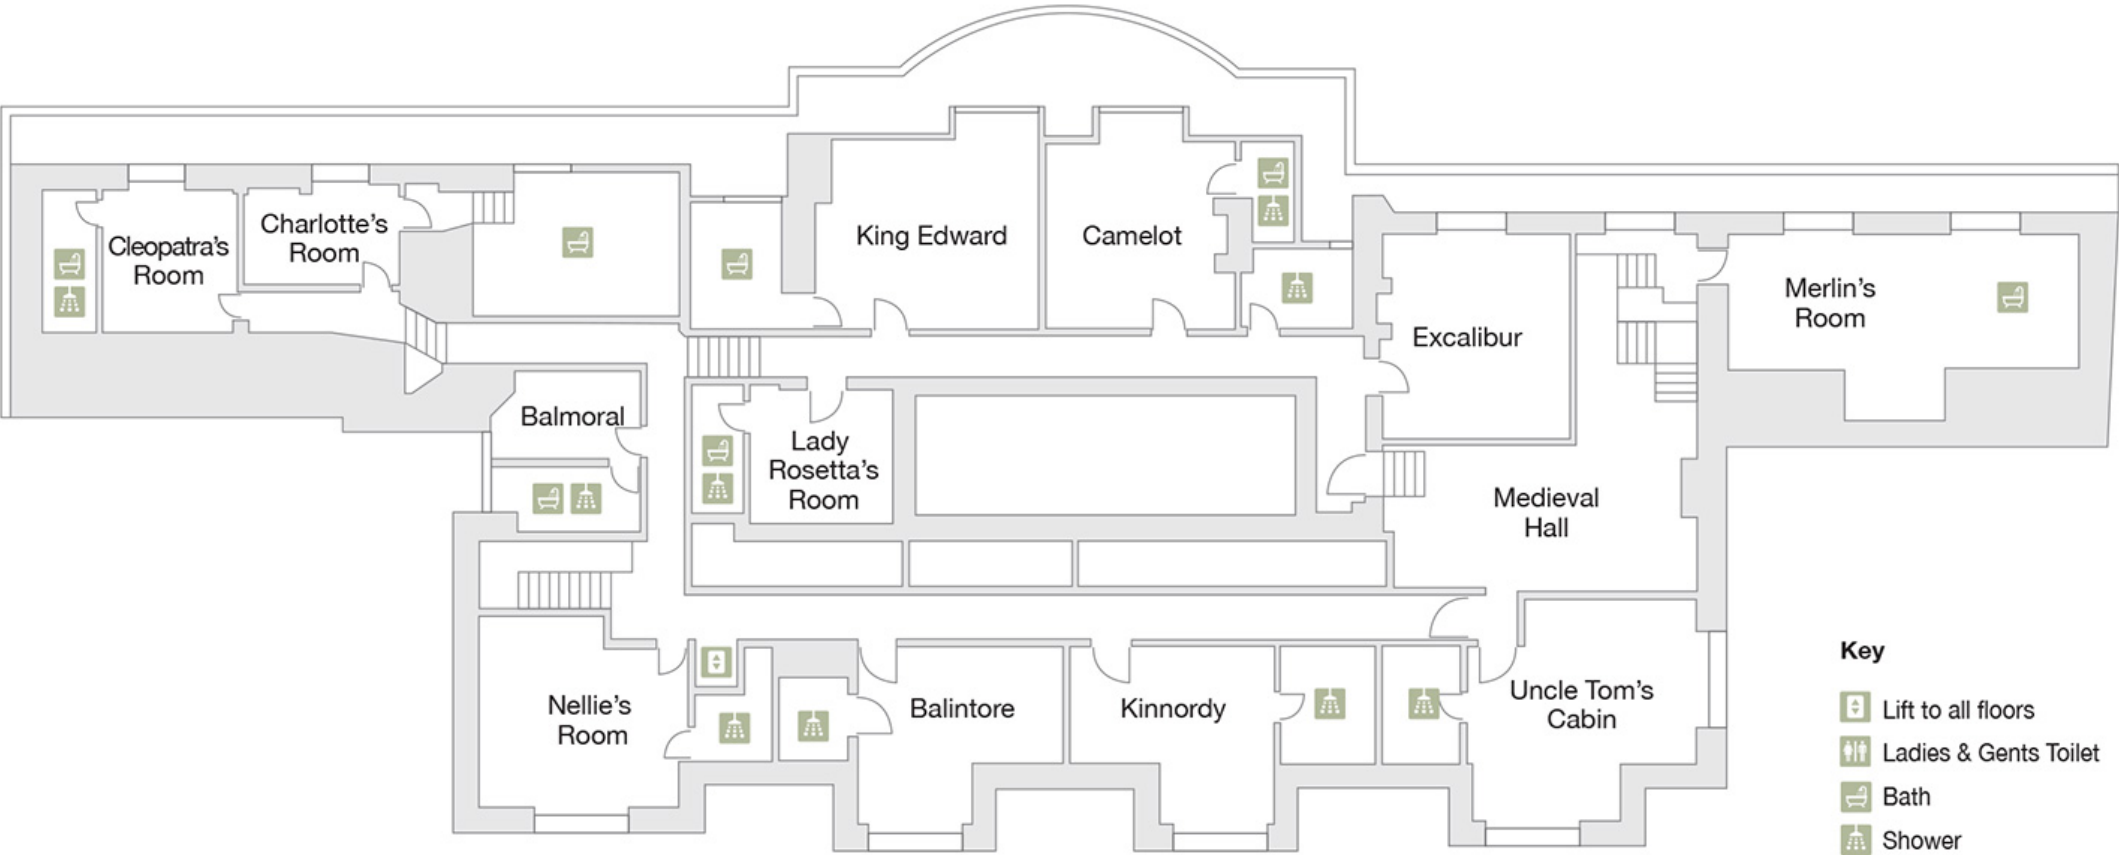 King Edward
Camelot
Charlotte's
Room
Cleopatra's
Room
Merlin's
Room
Excalibur
Balmoral
Lady
Rosetta's
Room
Medieval
Hall
Nellie's
Room
Balintore
Kinnordy
Uncle Tom's
Cabin
Key
Lift to all floors
Ladies & Gents Toilet
Bath
Shower